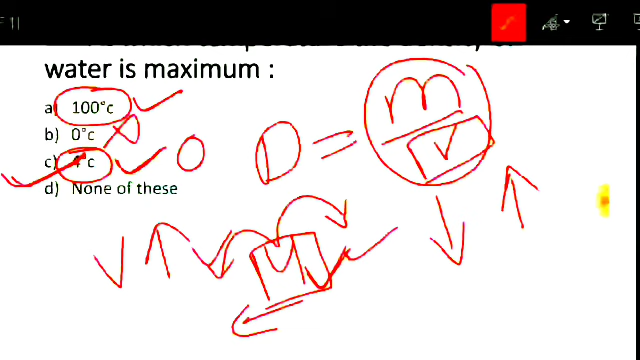 water is maximum :
a) 100°c
b) 0°c
c) 4°c
d) None of these
D = m
V